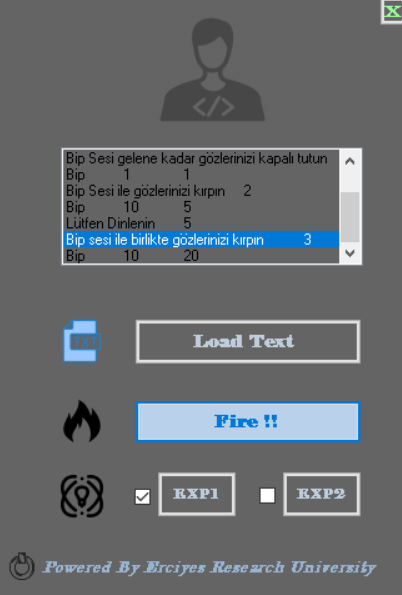 X
</>
Bip Sesi gelene kadar gözlerinizi kapalı tutun
Bip 1 1
Bip Sesi ile gözlerinizi kırpın 2
Bip 10 5
Lütfen Dinlenin 5
Bip sesi ile birlikte gözlerinizi kırpın 3
Bip 10 20
TXT
Load Text
Fire !!
EXP1 EXP2
Powered By Erciyes Research University